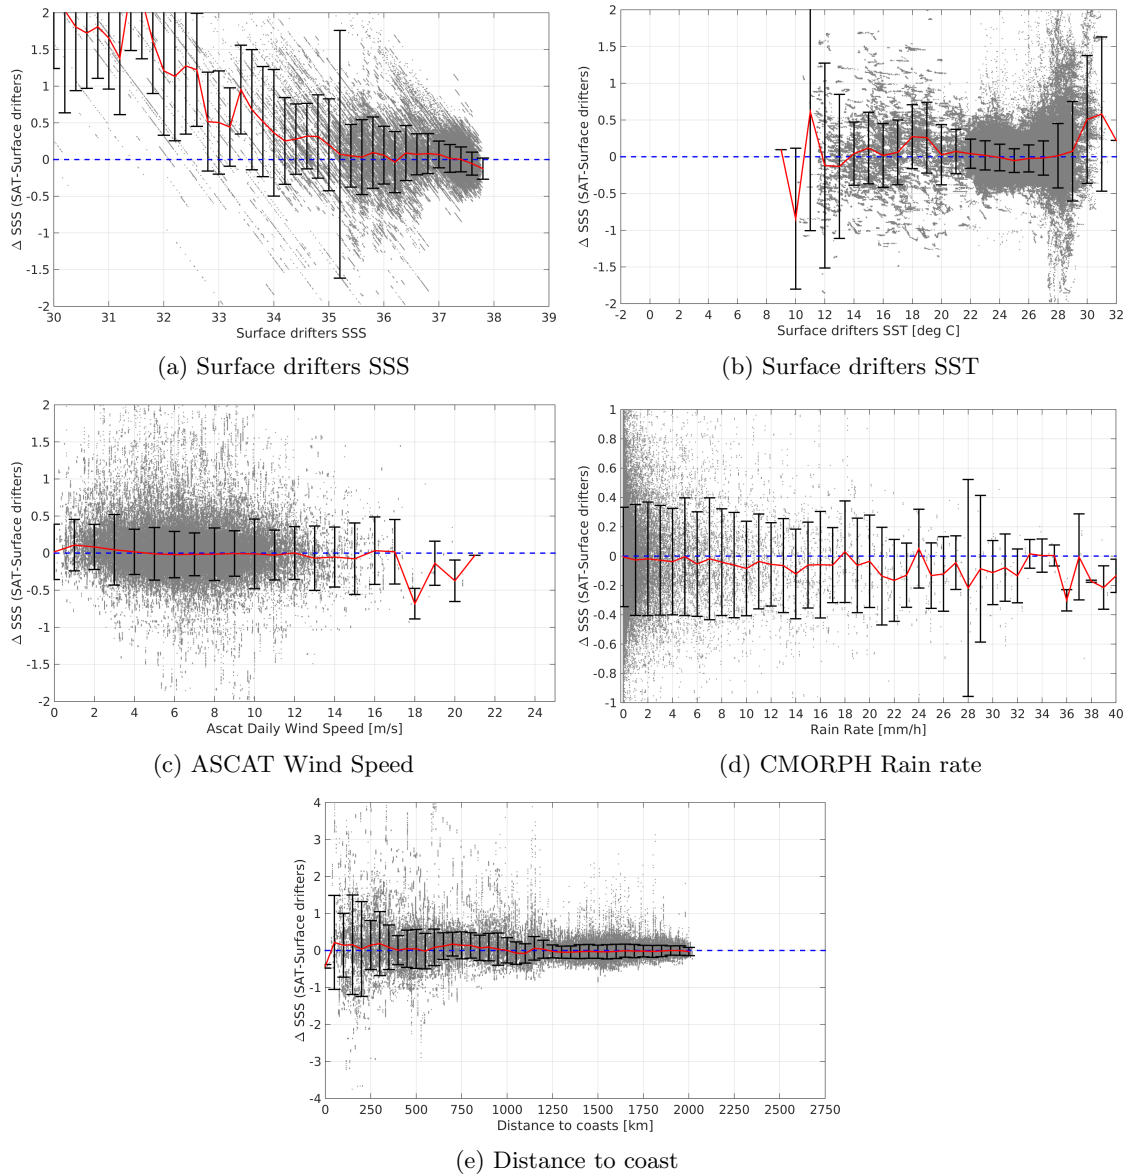 2
1.5
1
0.5
0
-0.5
-1
-1.5
-2
Δ SSS (SAT-Surface drifters)
30 31 32 33 34 35 36 37 38 39
Surface drifters SSS
(a) Surface drifters SSS
2
1.5
1
0.5
0
-0.5
-1
-1.5
-2
Δ SSS (SAT-Surface drifters)
-2 0 2 4 6 8 10 12 14 16 18 20 22 24 26 28 30 32
Surface drifters SST [deg C]
(b) Surface drifters SST
2
1.5
1
0.5
0
-0.5
-1
-1.5
-2
Δ SSS (SAT-Surface drifters)
0 2 4 6 8 10 12 14 16 18 20 22 24
Ascat Daily Wind Speed [m/s]
(c) ASCAT Wind Speed
1
0.8
0.6
0.4
0.2
0
-0.2
-0.4
-0.6
-0.8
-1
Δ SSS (SAT-Surface drifters)
0 2 4 6 8 10 12 14 16 18 20 22 24 26 28 30 32 34 36 38 40
Rain Rate [mm/h]
(d) CMORPH Rain rate
4
3
2
1
0
-1
-2
-3
-4
Δ SSS (SAT-Surface drifters)
0 250 500 750 1000 1250 1500 1750 2000 2250 2500 2750
Distance to coasts [km]
(e) Distance to coast